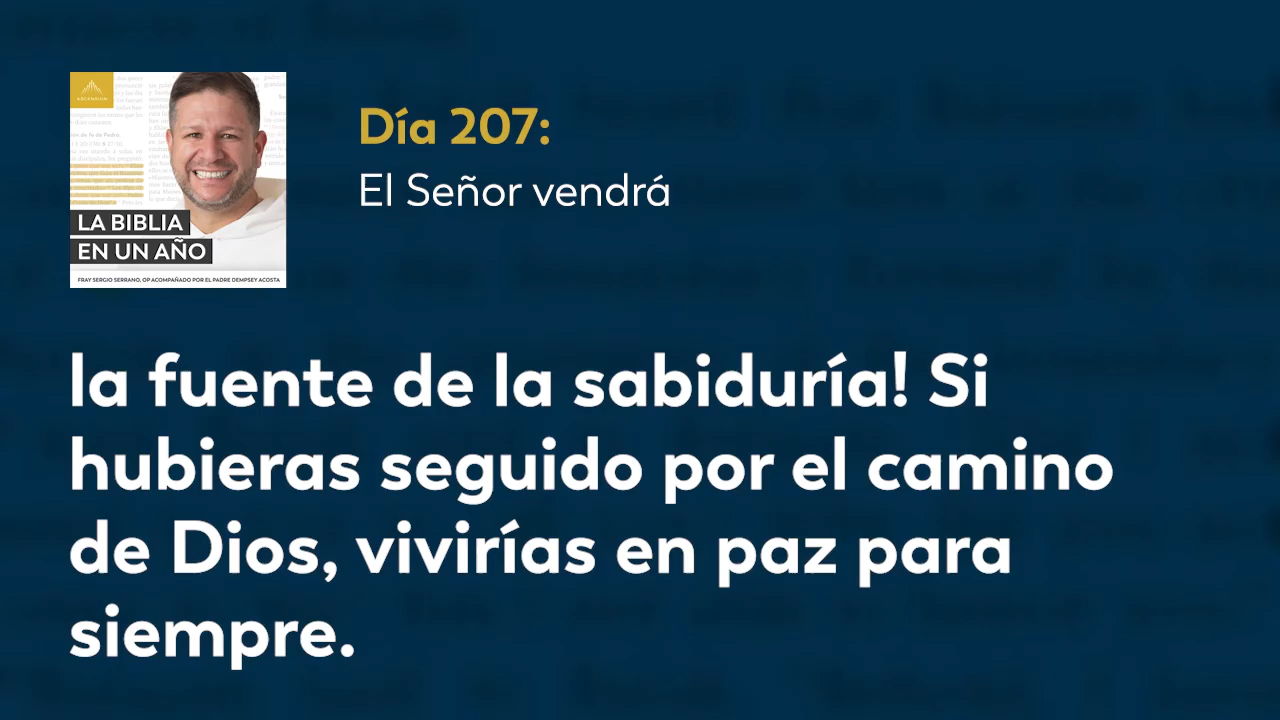 ASCENSION
LA BIBLIA
EN UN AÑO
FRAY SERGIO SERRANO, OP ACOMPAÑADO POR EL PADRE DEMPSEY ACOSTA
Día 207:
El Señor vendrá
la fuente de la sabiduría! Si
hubieras seguido por el camino
de Dios, vivirías en paz para
siempre.